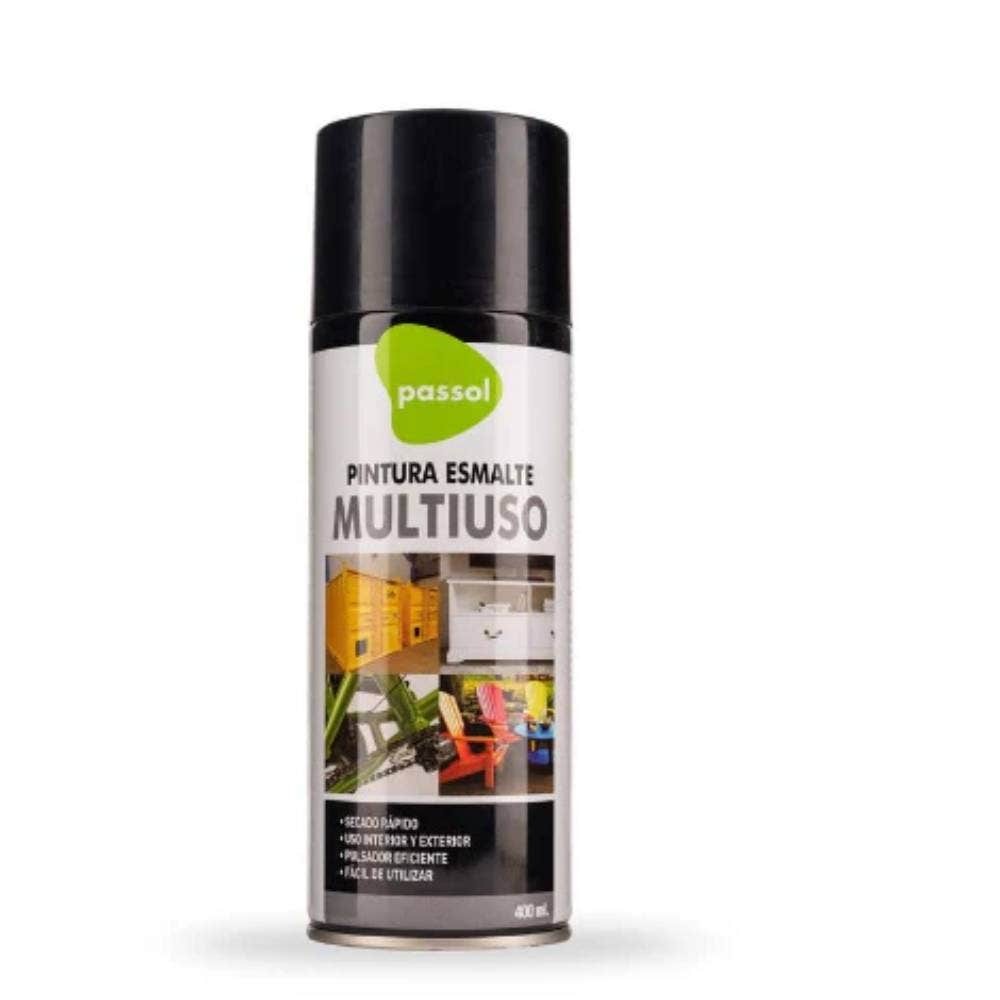 passol
PINTURA ESMALTE
MULTIUSO
• SECADO RÁPIDO
• USO INTERIOR Y EXTERIOR
• PULSADOR EFICIENTE
• FÁCIL DE UTILIZAR
400 ml.